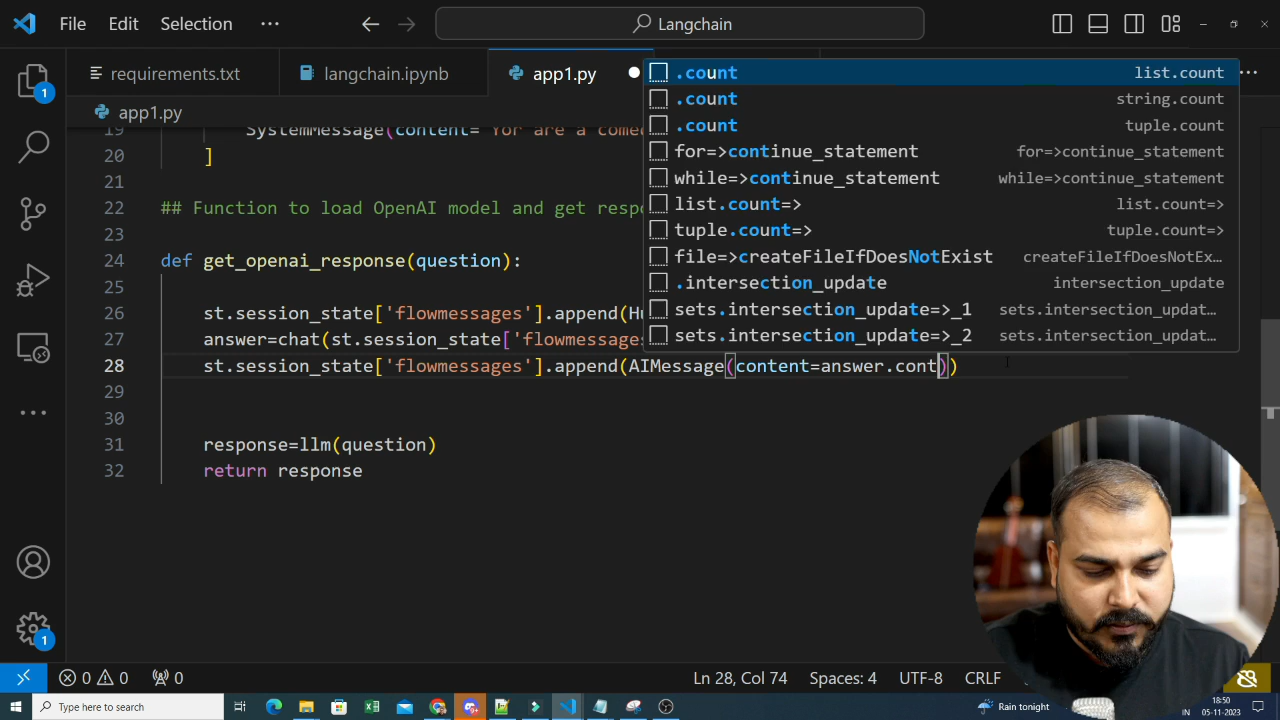 File Edit Selection ··· Langchain
requirements.txt langchain.ipynb app1.py
app1.py
19 SystemMessage(content="Yor are a come
20 ]
21
22 ## Function to load OpenAI model and get resp
23
24 def get_openai_response(question):
25
26 st.session_state['flowmessages'].append(H
27 answer=chat(st.session_state['flowmessages
28 st.session_state['flowmessages'].append(AIMessage(content=answer.cont))
29
30
31 response=llm(question)
32 return response
.count list.count
.count string.count
.count tuple.count
for=>continue_statement for=>continue_statement
while=>continue_statement while=>continue_statement
list.count=> list.count=>
tuple.count=> tuple.count=>
file=>createFileIfDoesNotExist createFileIfDoesNotEx…
.intersection_update intersection_update
sets.intersection_update=>_1 sets.intersection_updat…
sets.intersection_update=>_2 sets.intersection_updat…
1
1
0 0 0 Ln 28, Col 74 Spaces: 4 UTF-8 CRLF
Type here to search Rain tonight IN 18:50 05-11-2023